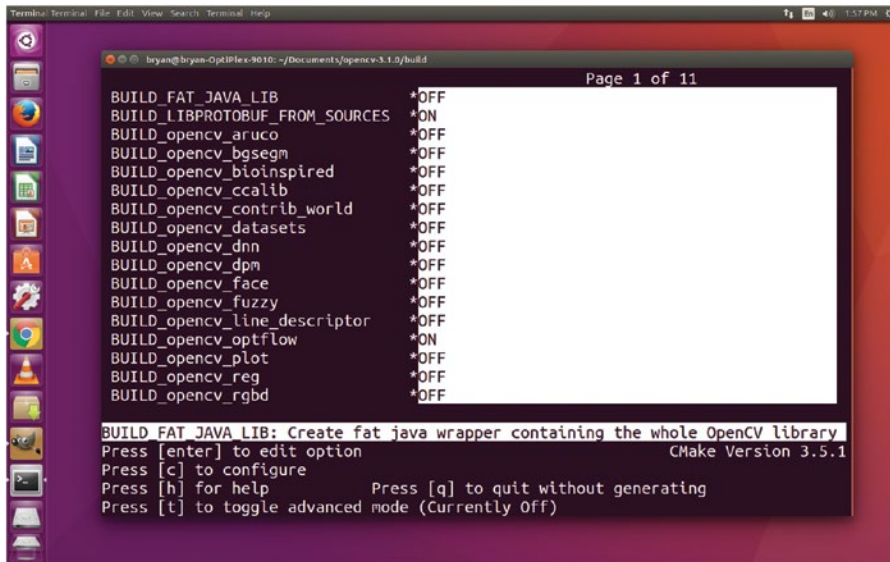 Terminal Terminal File Edit View Search Terminal Help 1:57 PM
bryan@bryan-OptiPlex-9010: ~/Documents/opencv-3.1.0/build
Page 1 of 11
BUILD_FAT_JAVA_LIB *OFF
BUILD_LIBPROTOBUF_FROM_SOURCES *ON
BUILD_opencv_aruco *OFF
BUILD_opencv_bgsegm *OFF
BUILD_opencv_bioinspired *OFF
BUILD_opencv_ccalib *OFF
BUILD_opencv_contrib_world *OFF
BUILD_opencv_datasets *OFF
BUILD_opencv_dnn *OFF
BUILD_opencv_dpm *OFF
BUILD_opencv_face *OFF
BUILD_opencv_fuzzy *OFF
BUILD_opencv_line_descriptor *OFF
BUILD_opencv_optflow *ON
BUILD_opencv_plot *OFF
BUILD_opencv_reg *OFF
BUILD_opencv_rgbd *OFF
BUILD_FAT_JAVA_LIB: Create fat java wrapper containing the whole OpenCV library
Press [enter] to edit option CMake Version 3.5.1
Press [c] to configure
Press [h] for help Press [q] to quit without generating
Press [t] to toggle advanced mode (Currently Off)